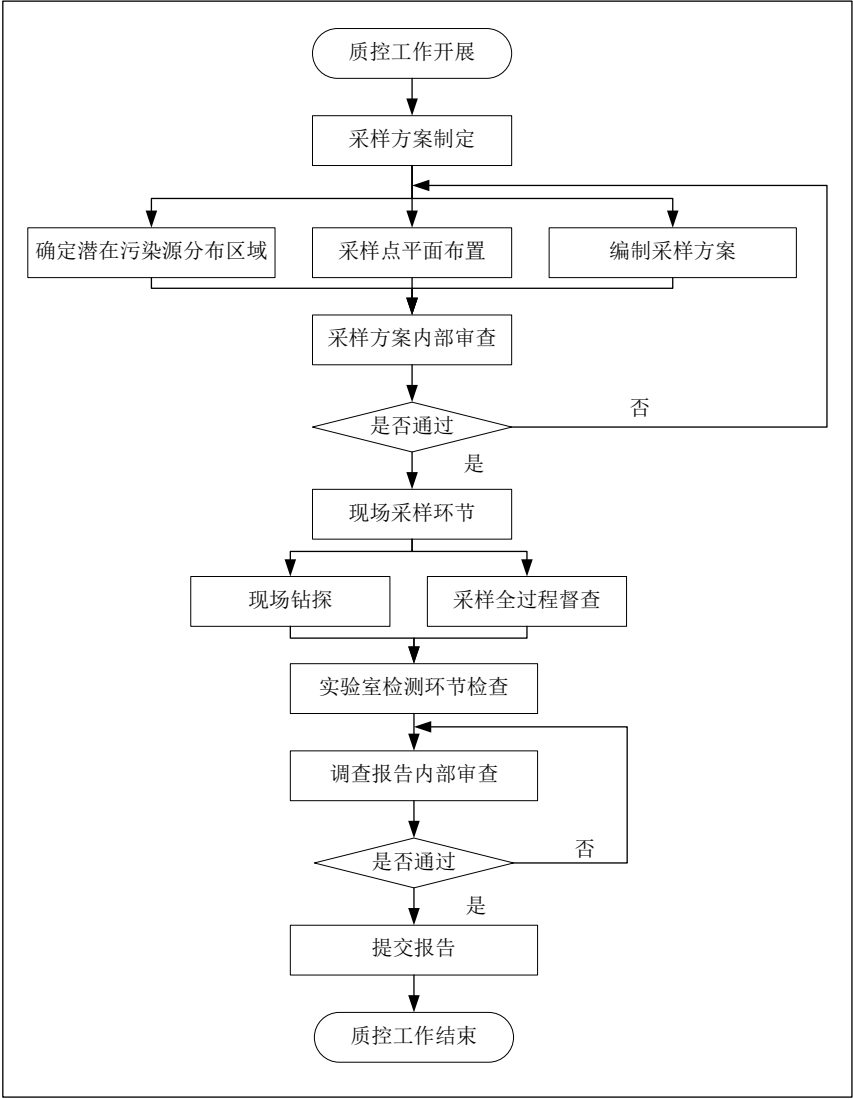 质控工作开展
采样方案制定
确定潜在污染源分布区域
采样点平面布置
编制采样方案
采样方案内部审查
是否通过
否
是
现场采样环节
现场钻探
采样全过程督查
实验室检测环节检查
调查报告内部审查
是否通过
否
是
提交报告
质控工作结束